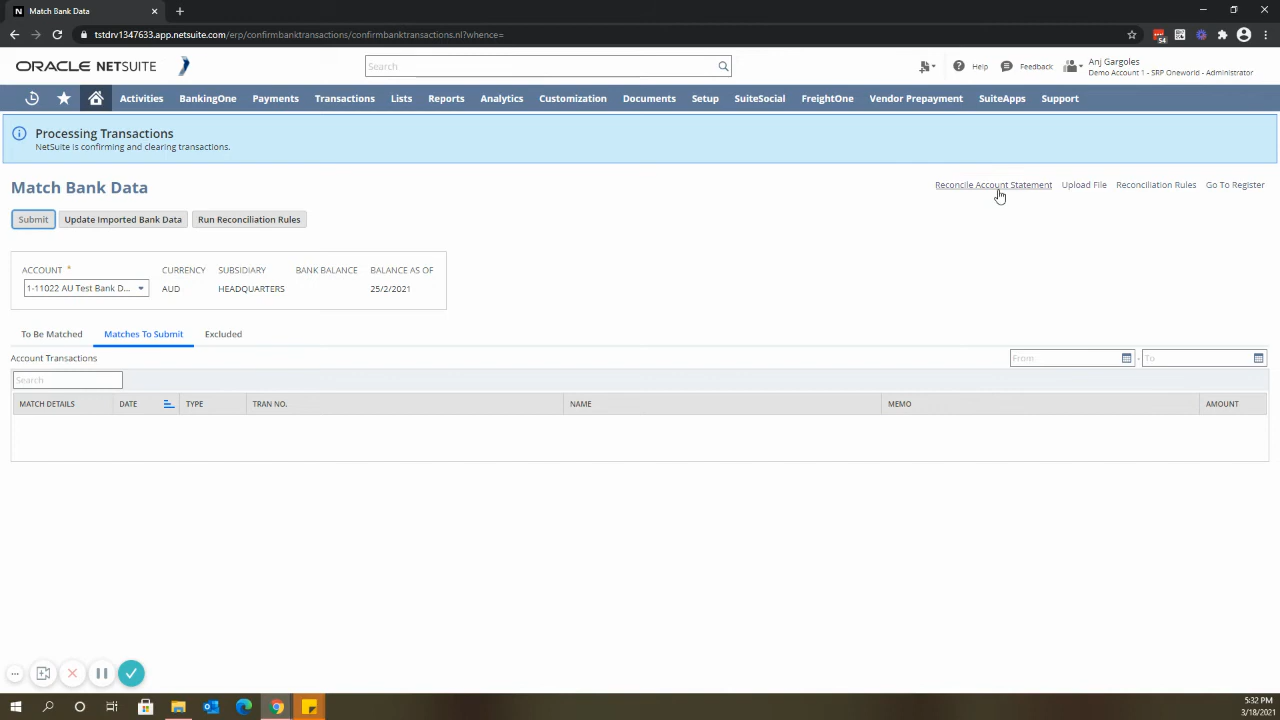 Match Bank Data
tstdrv1347633.app.netsuite.com/erp/confirmbanktransactions/confirmbanktransactions.nl?whence=
54
ORACLE NETSUITE
Search
Help
Feedback
Anj Gargoles
Demo Account 1 - SRP Oneworld - Administrator
Activities BankingOne Payments Transactions Lists Reports Analytics Customization Documents Setup SuiteSocial FreightOne Vendor Prepayment SuiteApps Support
Processing Transactions
NetSuite is confirming and clearing transactions.
Match Bank Data
Reconcile Account Statement Upload File Reconciliation Rules Go To Register
Submit Update Imported Bank Data Run Reconciliation Rules
ACCOUNT * CURRENCY SUBSIDIARY BANK BALANCE BALANCE AS OF
1-11022 AU Test Bank D... AUD HEADQUARTERS 25/2/2021
To Be Matched Matches To Submit Excluded
Account Transactions
From - To
Search
MATCH DETAILS DATE TYPE TRAN NO. NAME MEMO AMOUNT
5:32 PM
3/18/2021